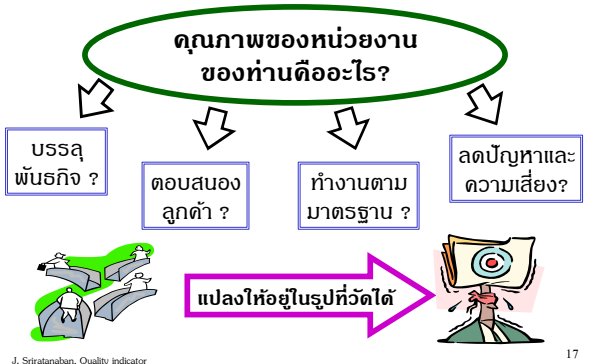 คุณภาพของหน่วยงาน
ของท่านคืออะไร?
บรรลุ
พันธกิจ ?
ตอบสนอง
ลูกค้า ?
ทำงานตาม
มาตรฐาน ?
ลดปัญหาและ
ความเสี่ยง?
แปลงให้อยู่ในรูปที่วัดได้
J. Sriratanaban, Quality indicator
17